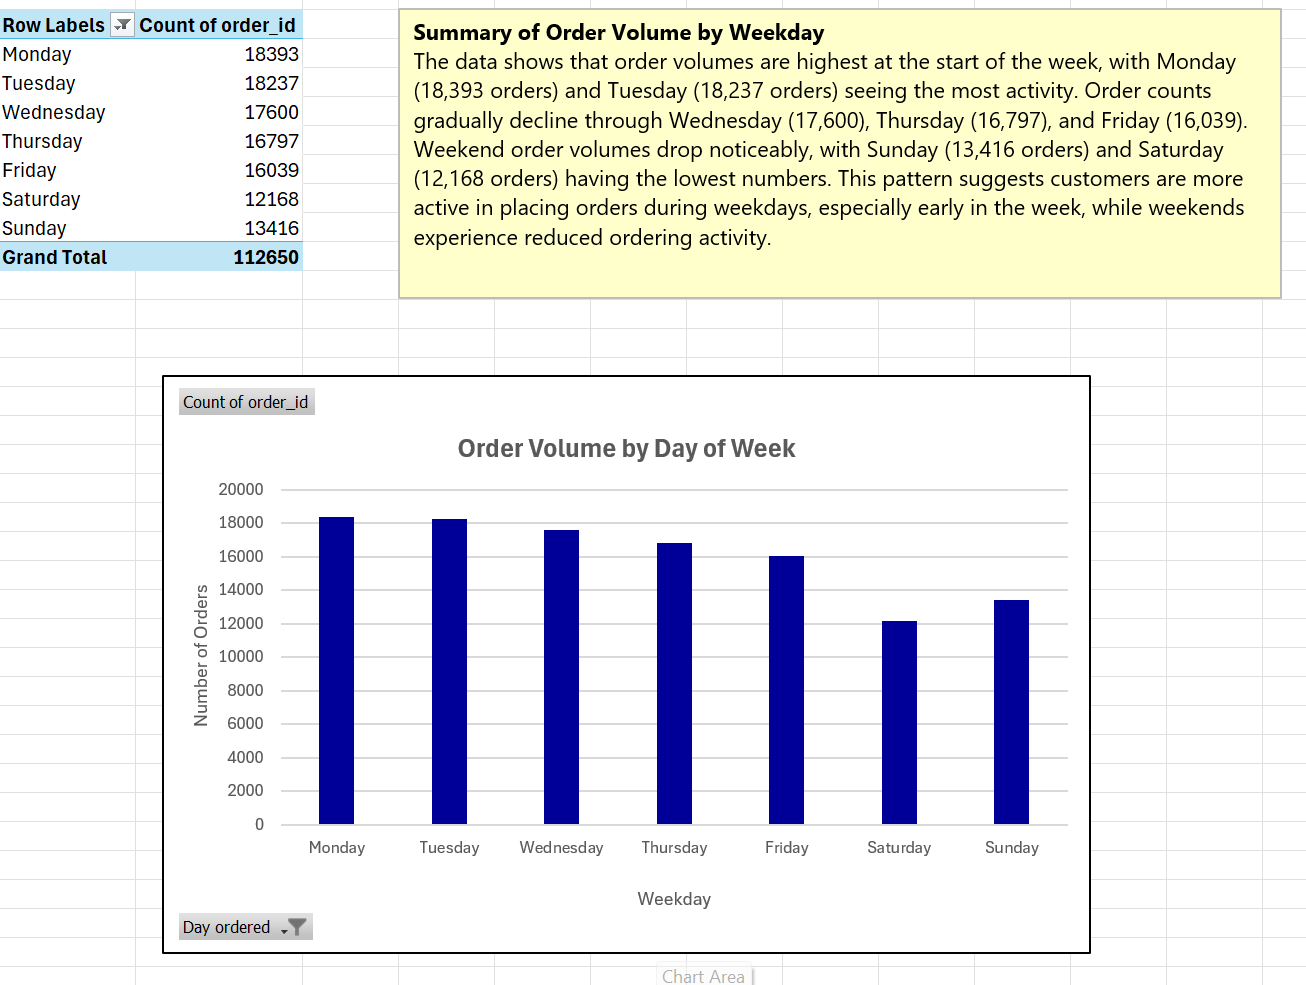 Row Labels Count of order_id
Monday 18393
Tuesday 18237
Wednesday 17600
Thursday 16797
Friday 16039
Saturday 12168
Sunday 13416
Grand Total 112650
Summary of Order Volume by Weekday
The data shows that order volumes are highest at the start of the week, with Monday
(18,393 orders) and Tuesday (18,237 orders) seeing the most activity. Order counts
gradually decline through Wednesday (17,600), Thursday (16,797), and Friday (16,039).
Weekend order volumes drop noticeably, with Sunday (13,416 orders) and Saturday
(12,168 orders) having the lowest numbers. This pattern suggests customers are more
active in placing orders during weekdays, especially early in the week, while weekends
experience reduced ordering activity.
Count of order_id
Order Volume by Day of Week
Number of Orders
20000
18000
16000
14000
12000
10000
8000
6000
4000
2000
0
Monday Tuesday Wednesday Thursday Friday Saturday Sunday
Weekday
Day ordered
Chart Area